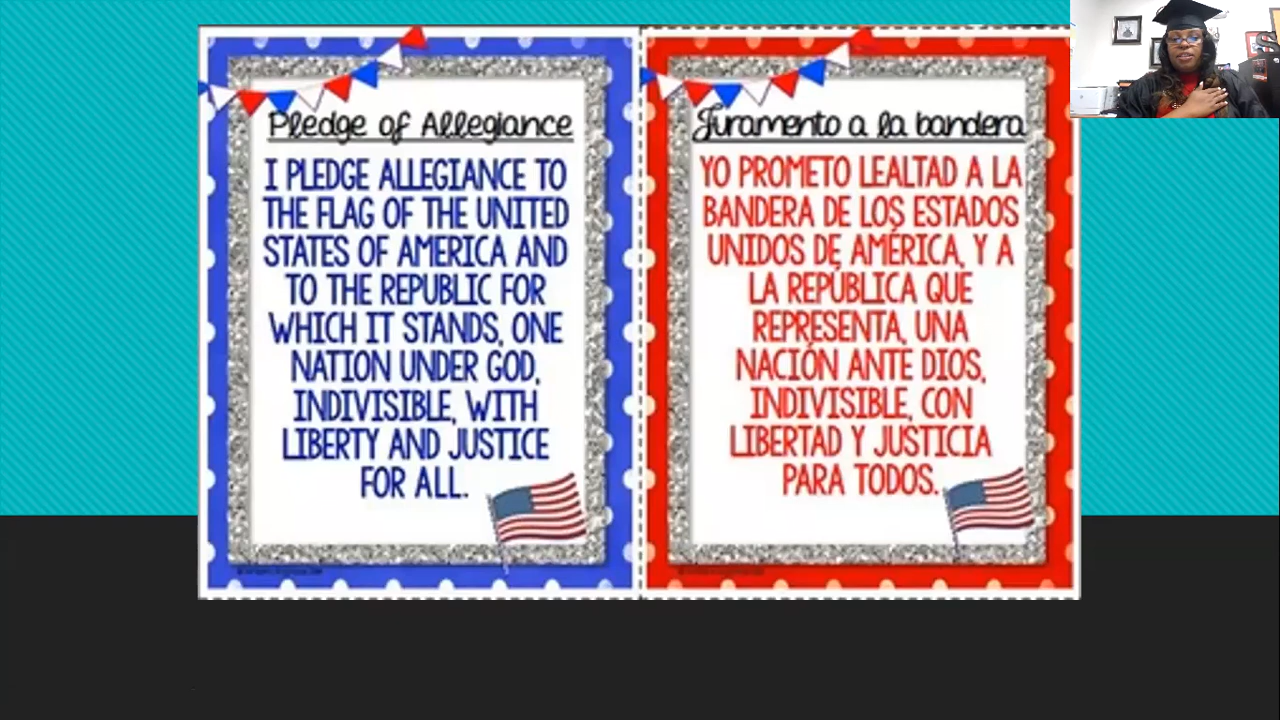 Pledge of Allegiance
I PLEDGE ALLEGIANCE TO
THE FLAG OF THE UNITED
STATES OF AMERICA AND
TO THE REPUBLIC FOR
WHICH IT STANDS, ONE
NATION UNDER GOD,
INDIVISIBLE, WITH
LIBERTY AND JUSTICE
FOR ALL.
Juramento a la bandera
YO PROMETO LEALTAD A LA
BANDERA DE LOS ESTADOS
UNIDOS DE AMÉRICA, Y A
LA REPÚBLICA QUE
REPRESENTA, UNA
NACIÓN ANTE DIOS,
INDIVISIBLE, CON
LIBERTAD Y JUSTICIA
PARA TODOS.